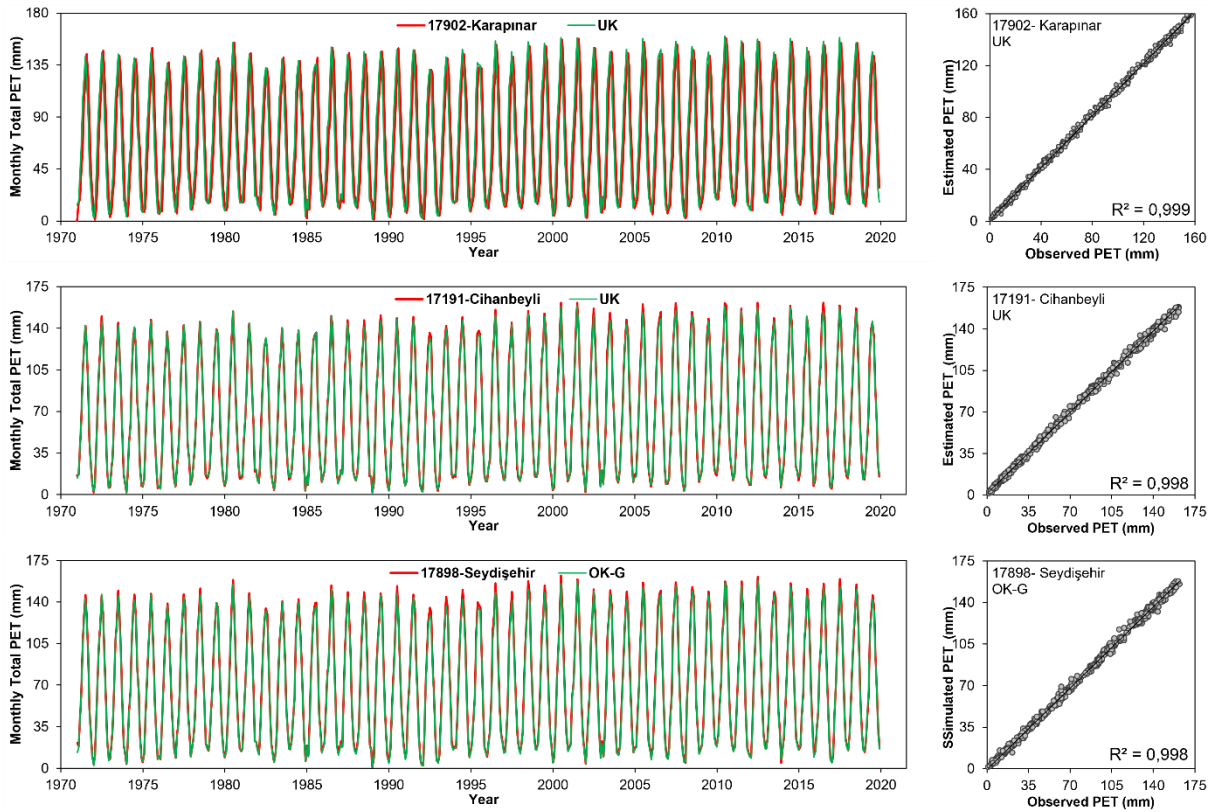 17902-Karapınar UK
Monthly Total PET (mm)
180
135
90
45
0
1970 1975 1980 1985 1990 1995 2000 2005 2010 2015 2020
Year
17902- Karapınar
UK
Estimated PET (mm)
160
120
80
40
0
R² = 0,999
0 40 80 120 160
Observed PET (mm)
17191-Cihanbeyli UK
Monthly Total PET (mm)
175
140
105
70
35
0
1970 1975 1980 1985 1990 1995 2000 2005 2010 2015 2020
Year
17191- Cihanbeyli
UK
Estimated PET (mm)
175
140
105
70
35
0
R² = 0,998
0 35 70 105 140 175
Observed PET (mm)
17898-Seydişehir OK-G
Monthly Total PET (mm)
175
140
105
70
35
0
1970 1975 1980 1985 1990 1995 2000 2005 2010 2015 2020
Year
17898- Seydişehir
OK-G
SSimulated PET (mm)
175
140
105
70
35
0
R² = 0,998
0 35 70 105 140 175
Observed PET (mm)